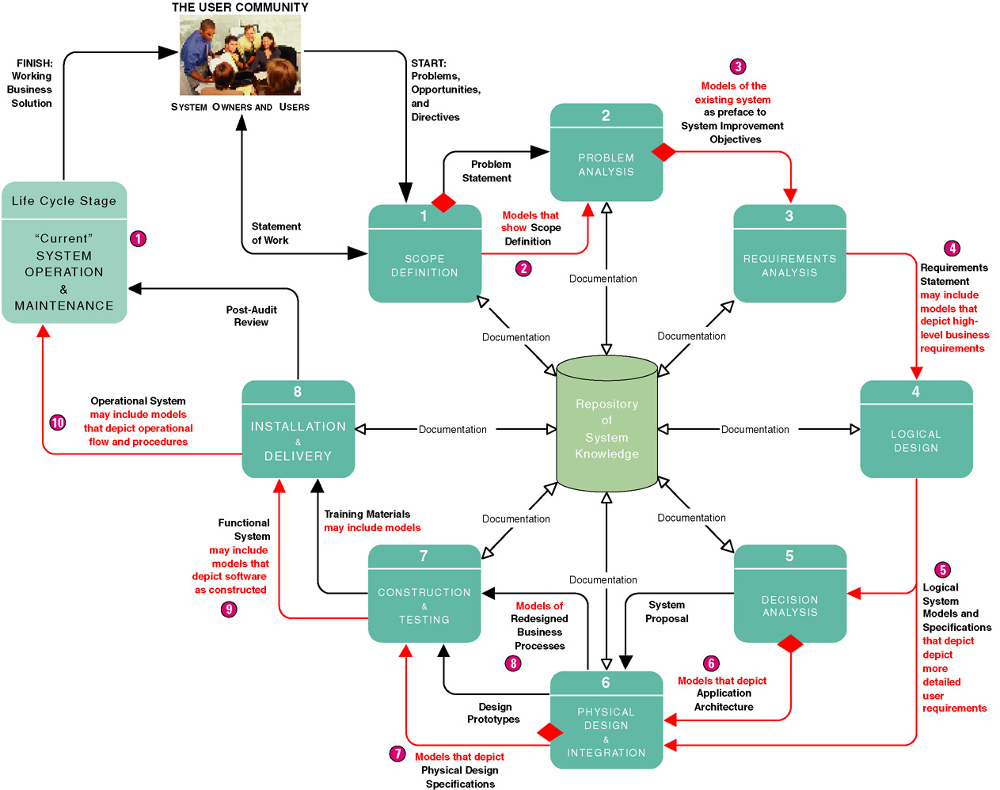 THE USER COMMUNITY
SYSTEM OWNERS AND USERS
FINISH:
Working
Business
Solution
START:
Problems,
Opportunities,
and
Directives
3
Models of the
existing system
as preface to
System Improvement
Objectives
2
PROBLEM
ANALYSIS
Problem
Statement
Life Cycle Stage
"Current"
SYSTEM
OPERATION
&
MAINTENANCE
1
Statement
of Work
1
SCOPE
DEFINITION
Models that
show Scope
Definition
2
3
REQUIREMENTS
ANALYSIS
4
Requirements
Statement
may include
models that
depict high-
level business
requirements
Documentation
Documentation
Documentation
Post-Audit
Review
8
INSTALLATION
&
DELIVERY
Documentation
Repository
of
System
Knowledge
Documentation
4
LOGICAL
DESIGN
10
Operational System
may include models
that depict operational
flow and procedures
Functional
System
may include
models that
depict software
as constructed
9
Training Materials
may include models
Documentation
Documentation
Documentation
7
CONSTRUCTION
&
TESTING
Models of
Redesigned
Business
Processes
8
System
Proposal
5
DECISION
ANALYSIS
5
Logical
System
Models and
Specifications
that depict
depict
more
detailed
user
requirements
6
Models that depict
Application
Architecture
6
PHYSICAL
DESIGN
&
INTEGRATION
Design
Prototypes
7
Models that depict
Physical Design
Specifications